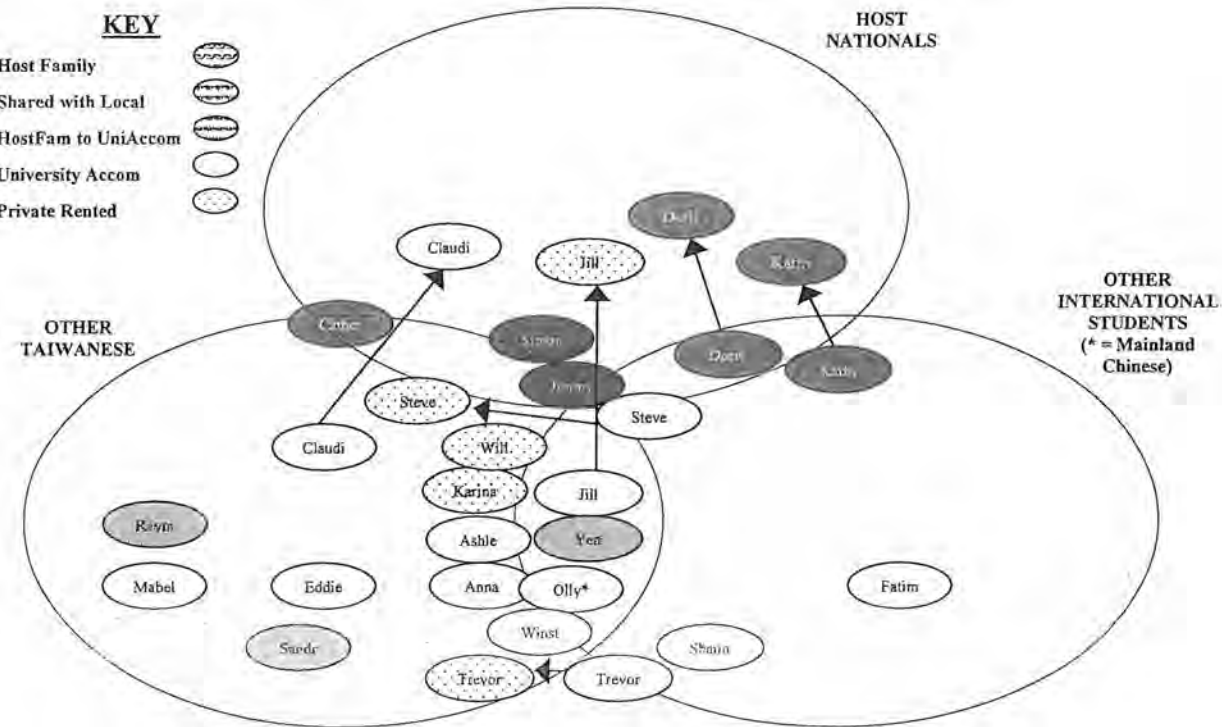 KEY
Host Family
Shared with Local
HostFam to UniAccom
University Accom
Private Rented
HOST
NATIONALS
OTHER
TAIWANESE
OTHER
INTERNATIONAL
STUDENTS
(* = Mainland
Chinese)
Claudi
Jill
Steve
Steve
Claudi
Will
Karina
Jill
Ashle
Yen
Mabel
Eddie
Anna
Olly*
Fatim
Winst
Trevor
Trevor